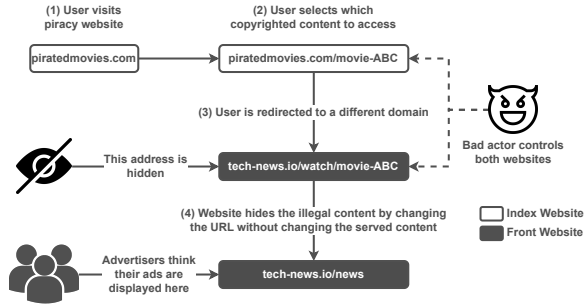 (1) User visits
piracy website
(2) User selects which
copyrighted content to access
piratedmovies.com
piratedmovies.com/movie-ABC
(3) User is redirected to a different domain
Bad actor controls
both websites
This address is
hidden
tech-news.io/watch/movie-ABC
(4) Website hides the illegal content by changing
the URL without changing the served content
Index Website
Front Website
Advertisers think
their ads are
displayed here
tech-news.io/news